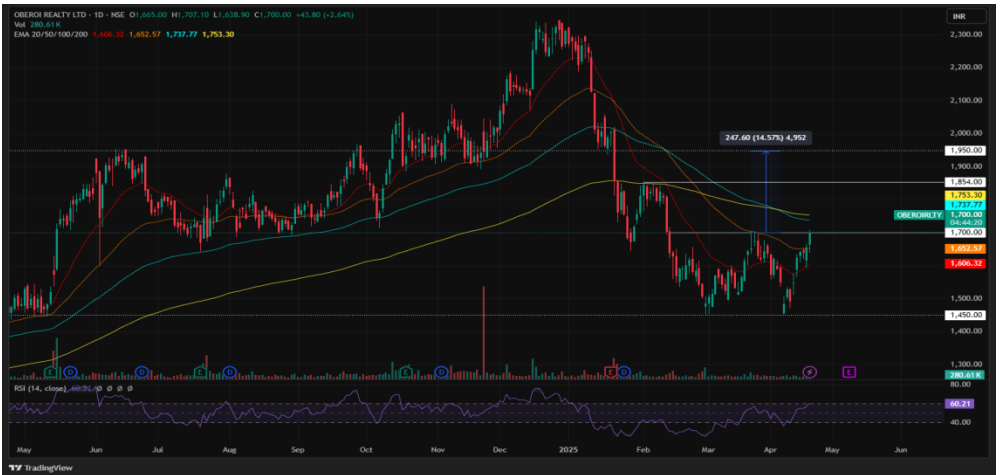 OBEROI REALTY LTD · 1D · NSE O1,665.00 H1,707.10 L1,638.90 C1,700.00 +43.80 (+2.64%)
INR
Vol 280.61 K
EMA 20/50/100/200 1,606.32 1,652.57 1,737.77 1,753.30
2,300.00
2,200.00
2,100.00
2,000.00
247.60 (14.57%) 4,952
1,950.00
1,900.00
1,854.00
1,753.30
1,737.77
OBEROIRLTY 1,700.00
04:44:20
1,700.00
1,652.57
1,606.32
1,500.00
1,450.00
1,400.00
1,300.00
E D D E D E D E D E
280.61 K
RSI (14, close) 60.21 Ø Ø Ø Ø
80.00
60.21
40.00
May Jun Jul Aug Sep Oct Nov Dec 2025 Feb Mar Apr May Jun
TradingView